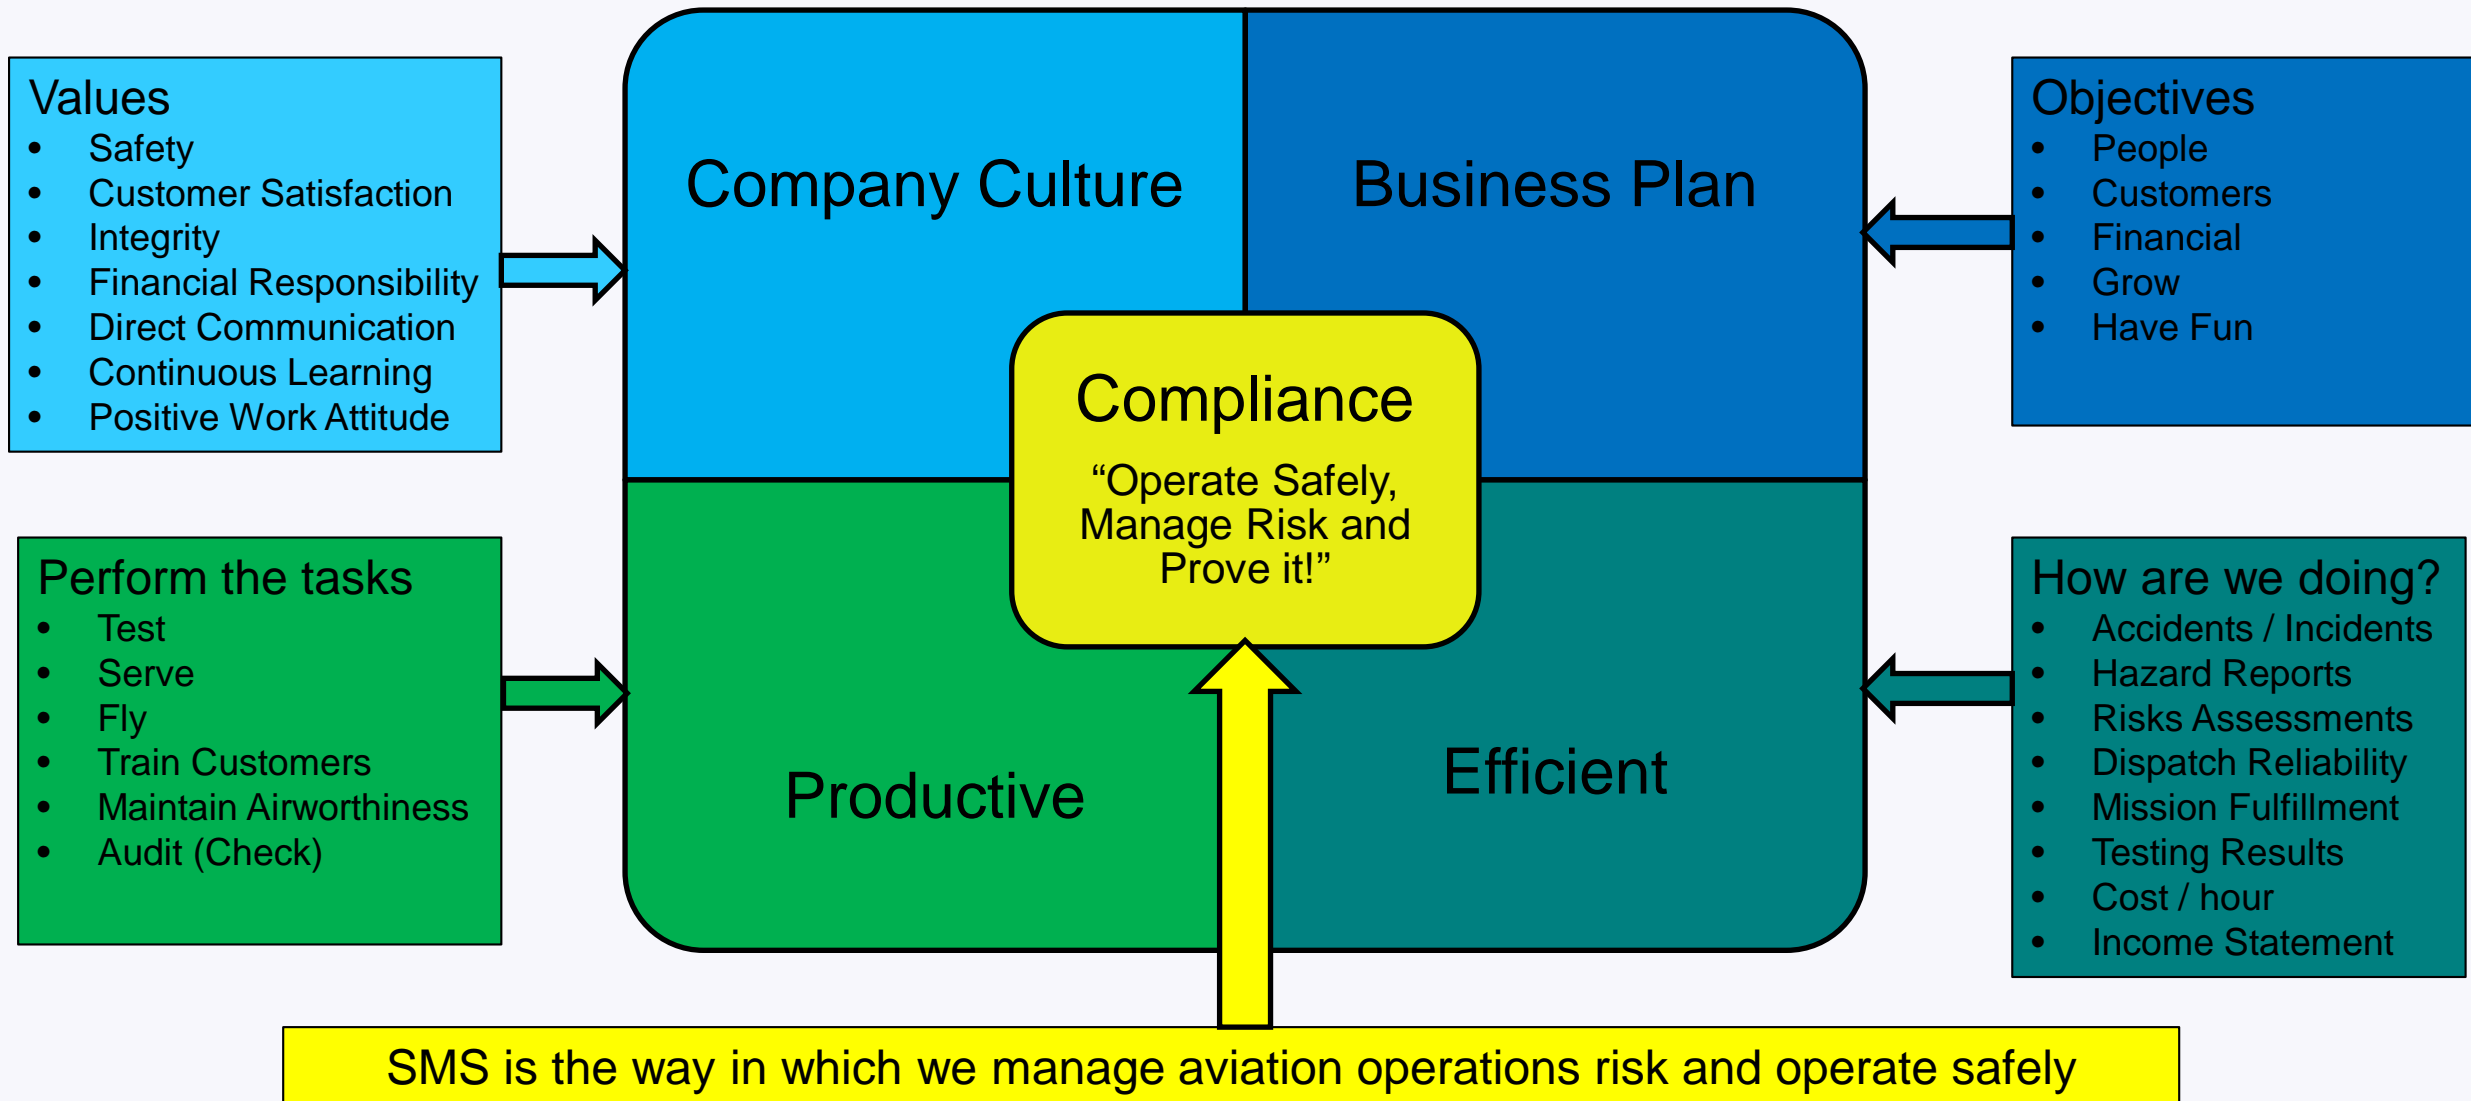 Values
• Safety
• Customer Satisfaction
• Integrity
• Financial Responsibility
• Direct Communication
• Continuous Learning
• Positive Work Attitude
Company Culture
Business Plan
Objectives
• People
• Customers
• Financial
• Grow
• Have Fun
Compliance
“Operate Safely,
Manage Risk and
Prove it!”
Perform the tasks
• Test
• Serve
• Fly
• Train Customers
• Maintain Airworthiness
• Audit (Check)
Productive
Efficient
How are we doing?
• Accidents / Incidents
• Hazard Reports
• Risks Assessments
• Dispatch Reliability
• Mission Fulfillment
• Testing Results
• Cost / hour
• Income Statement
SMS is the way in which we manage aviation operations risk and operate safely